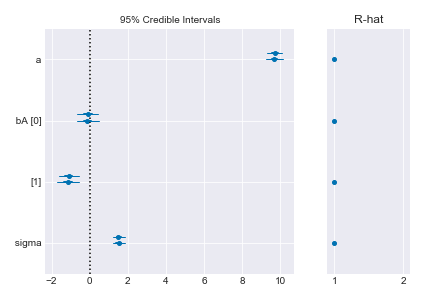 95% Credible Intervals
R-hat
a
bA [0]
[1]
sigma
−2 0 2 4 6 8 10
1 2